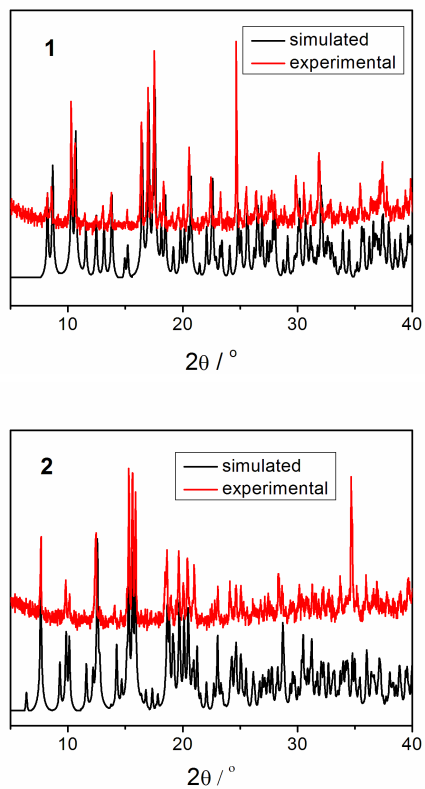 1
simulated
experimental
10 20 30 40
2θ / °
2
simulated
experimental
10 20 30 40
2θ / °